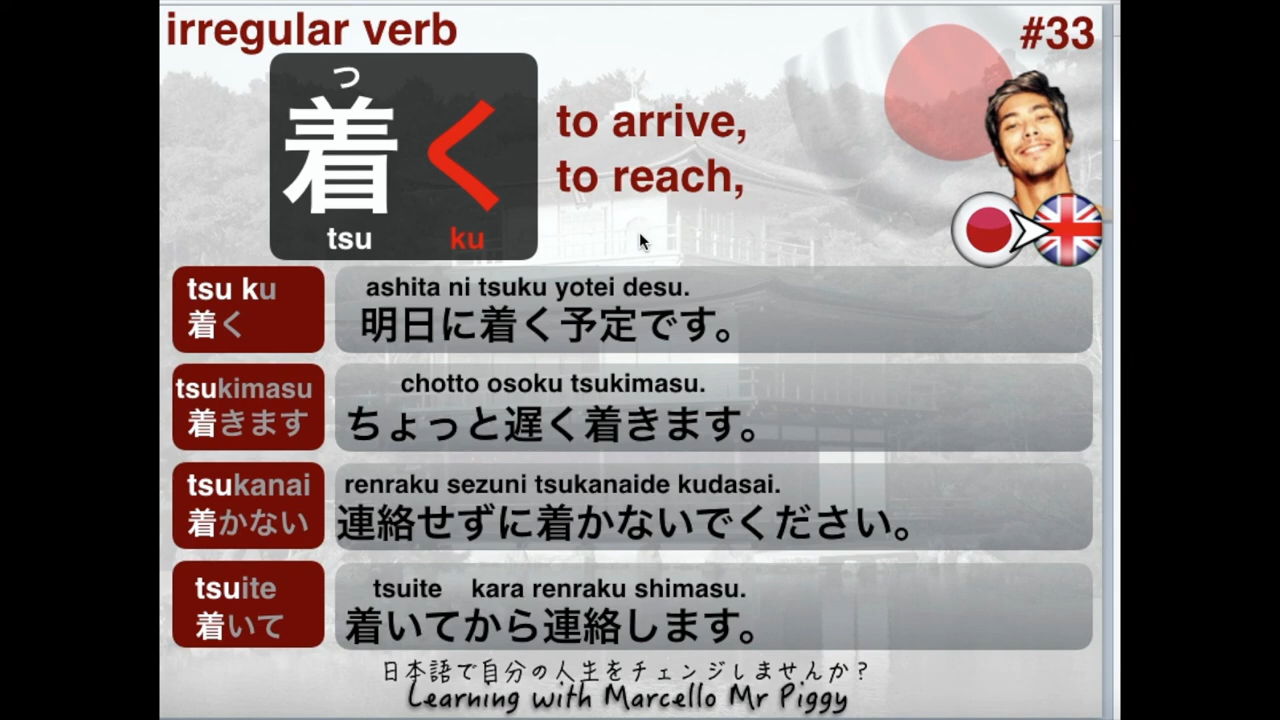 irregular verb
#33
つ
着く
tsu ku
to arrive,
to reach,
tsu ku
着く
ashita ni tsuku yotei desu.
明日に着く予定です。
tsukimasu
着きます
chotto osoku tsukimasu.
ちょっと遅く着きます。
tsukanai
着かない
renraku sezuni tsukanaide kudasai.
連絡せずに着かないでください。
tsuite
着いて
tsuite kara renraku shimasu.
着いてから連絡します。
日本語で自分の人生をチェンジしませんか？
Learning with Marcello Mr Piggy